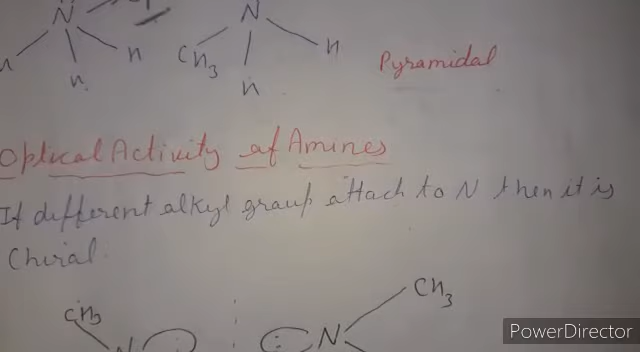 N N
H H CH3 H
H H
Pyramidal
Optical Activity of Amines
If different alkyl group attach to N then it is
Chiral.
CH3 CH3
N N
PowerDirector